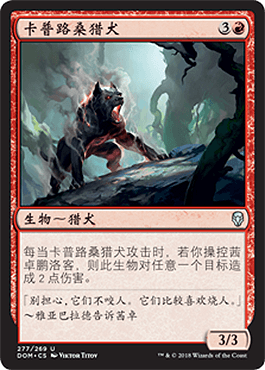 卡普路桑猎犬 3
生物～猎犬
每当卡普路桑猎犬攻击时，若你操控茜
卓鹏洛客，则此生物对任意一个目标造
成2点伤害。
「别担心，它们不咬人。它们比较喜欢烧人。」
～雅亚巴拉德告诉茜卓
3/3
277/269 U
DOM • CS Viktor Titov
™ & © 2018 Wizards of the Coast